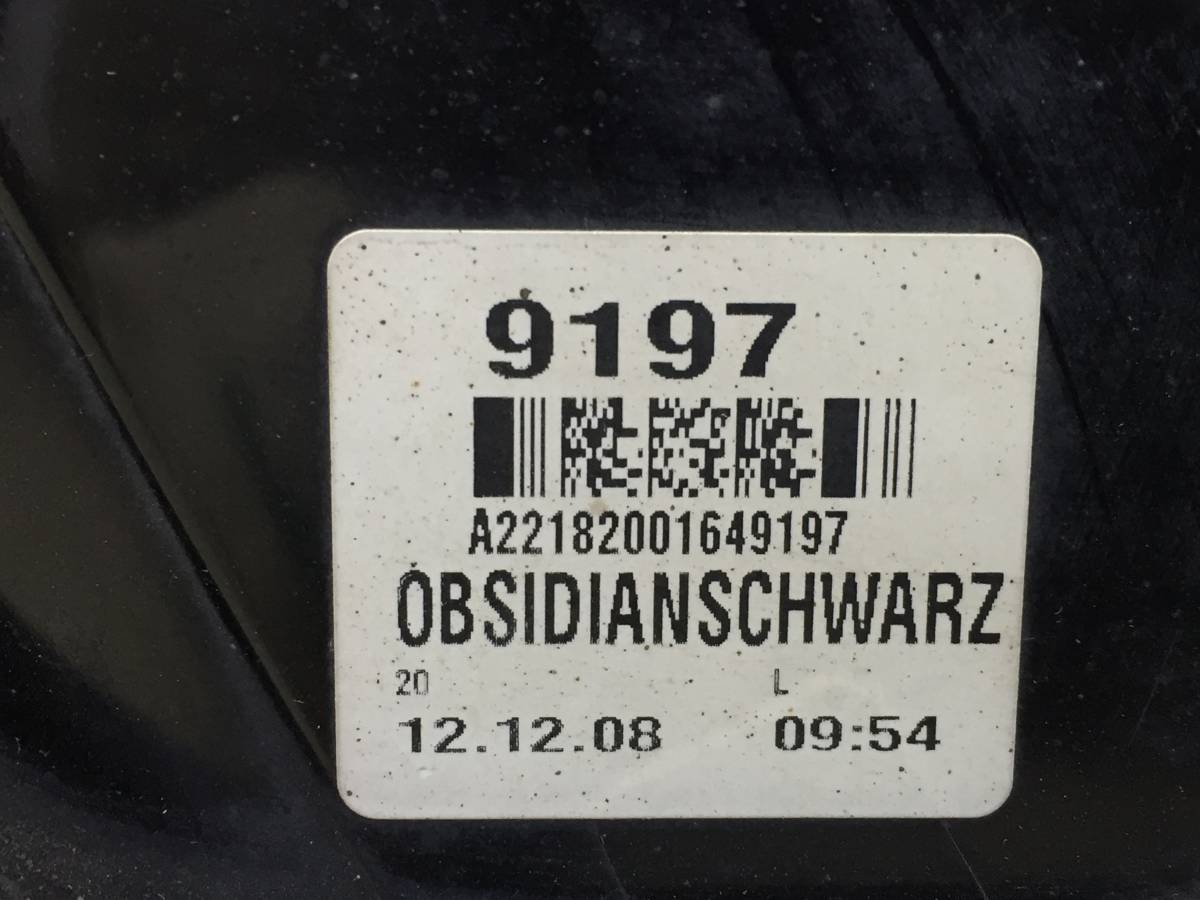 9197
A22182001649197
OBSIDIANSCHWARZ
20 L
12.12.08 09:54